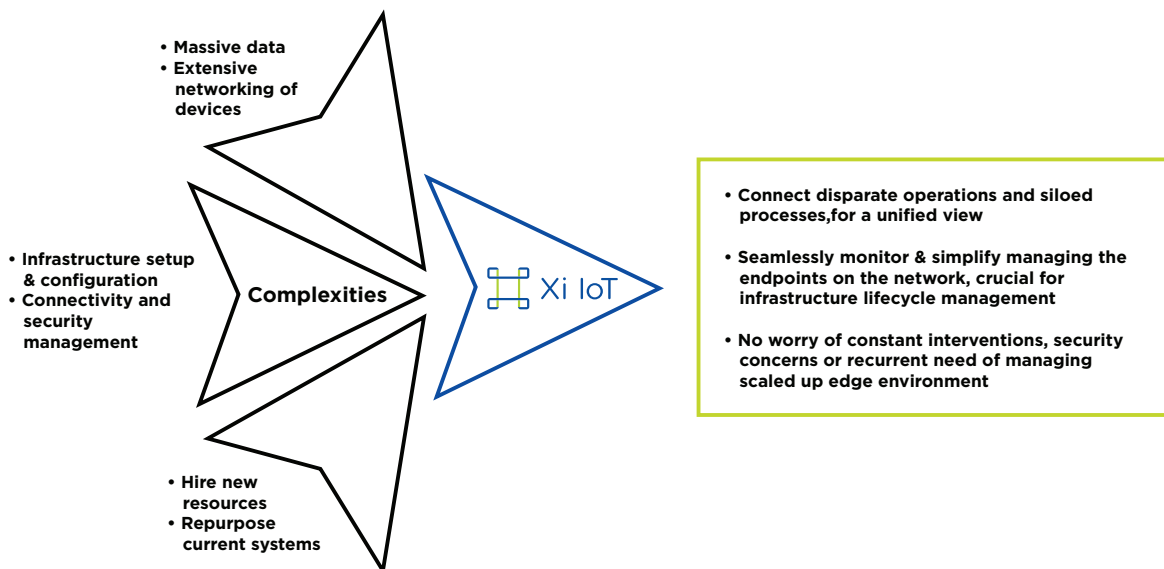 • Massive data
• Extensive
networking of
devices
• Infrastructure setup
& configuration
• Connectivity and
security
management
Complexities
• Hire new
resources
• Repurpose
current systems
Xi IoT
• Connect disparate operations and siloed
processes,for a unified view
• Seamlessly monitor & simplify managing the
endpoints on the network, crucial for
infrastructure lifecycle management
• No worry of constant interventions, security
concerns or recurrent need of managing
scaled up edge environment